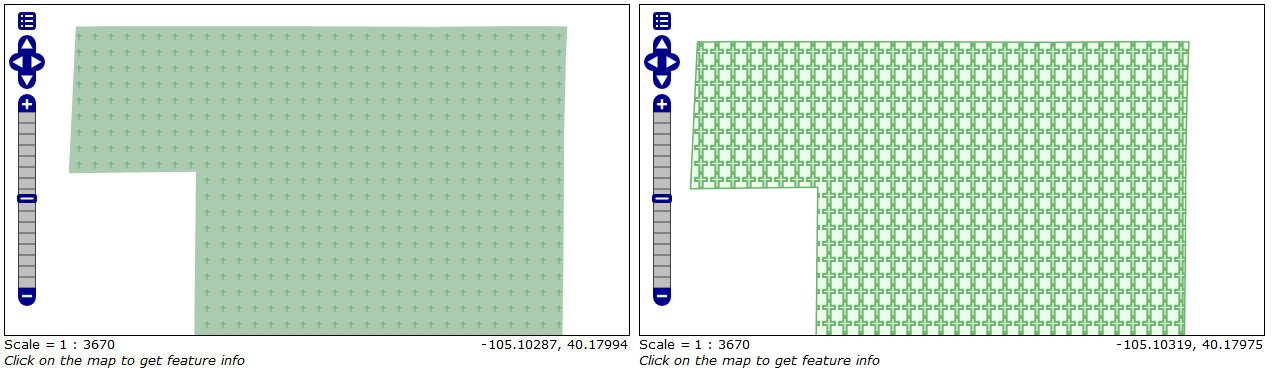 Scale = 1 : 3670
-105.10287, 40.17994
Click on the map to get feature info
Scale = 1 : 3670
-105.10319, 40.17975
Click on the map to get feature info